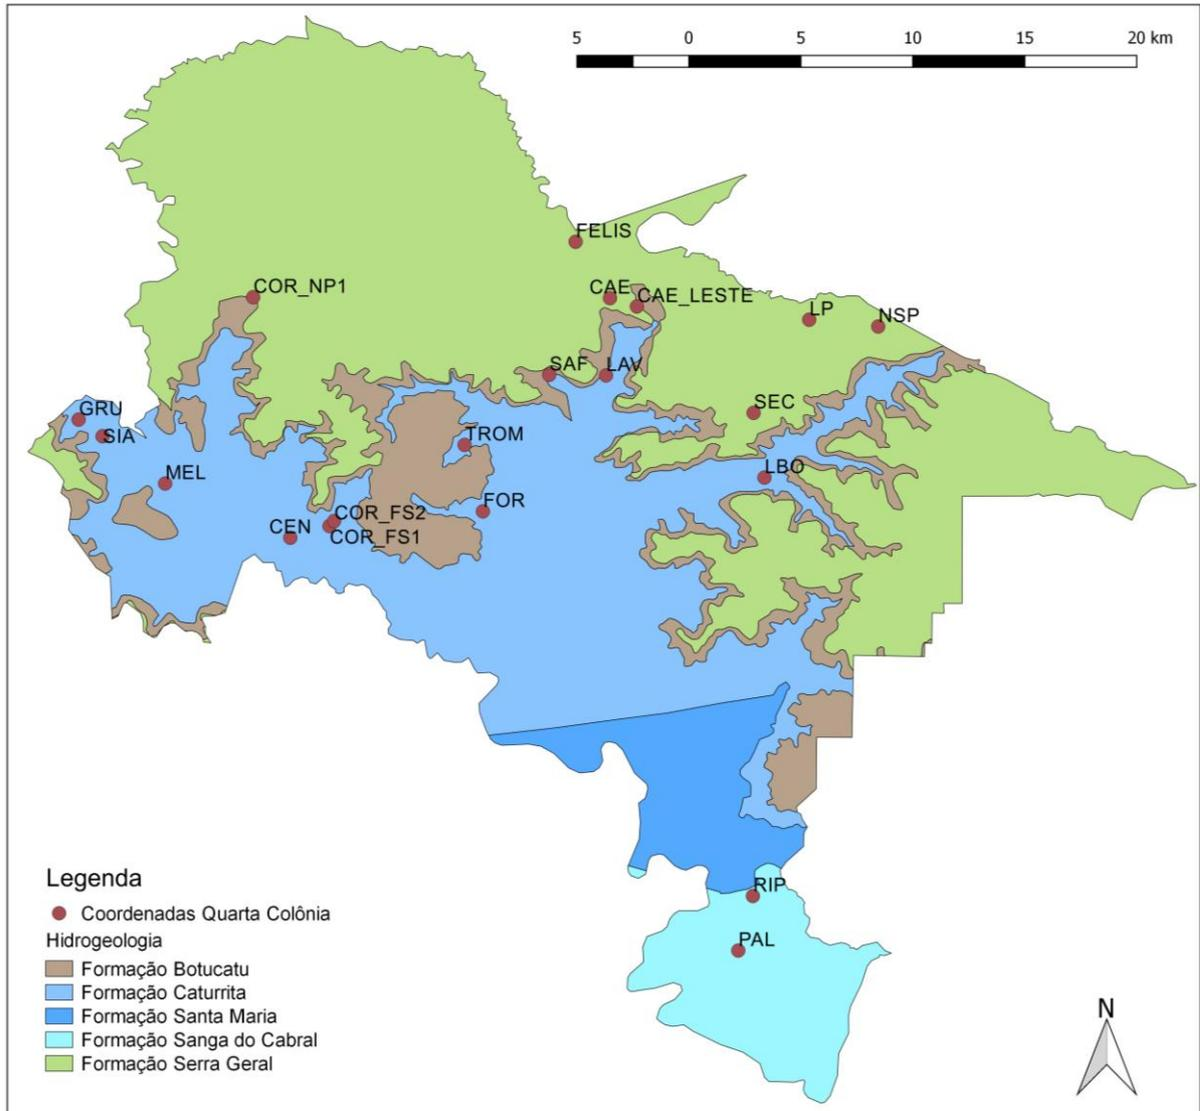 5 0 5 10 15 20 km
FELIS
COR_NP1
CAE
CAE_LESTE
LP
NSP
SAF
LAV
SEC
GRU
SIA
TROM
MEL
LBO
FOR
COR_FS2
CEN
COR_FS1
RIP
PAL
Legenda
Coordenadas Quarta Colônia
Hidrogeologia
Formação Botucatu
Formação Caturrita
Formação Santa Maria
Formação Sanga do Cabral
Formação Serra Geral
N